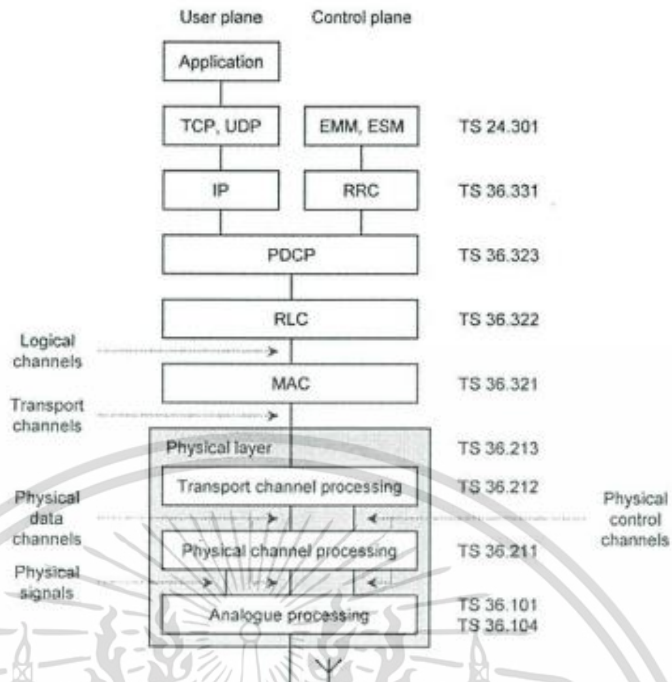 User plane Control plane
Application
TCP, UDP EMM, ESM TS 24.301
IP RRC TS 36.331
PDCP TS 36.323
RLC TS 36.322
Logical
channels
MAC TS 36.321
Transport
channels
Physical layer TS 36.213
Transport channel processing TS 36.212
Physical
data
channels
Physical
control
channels
Physical channel processing TS 36.211
Physical
signals
Analogue processing TS 36.101
TS 36.104